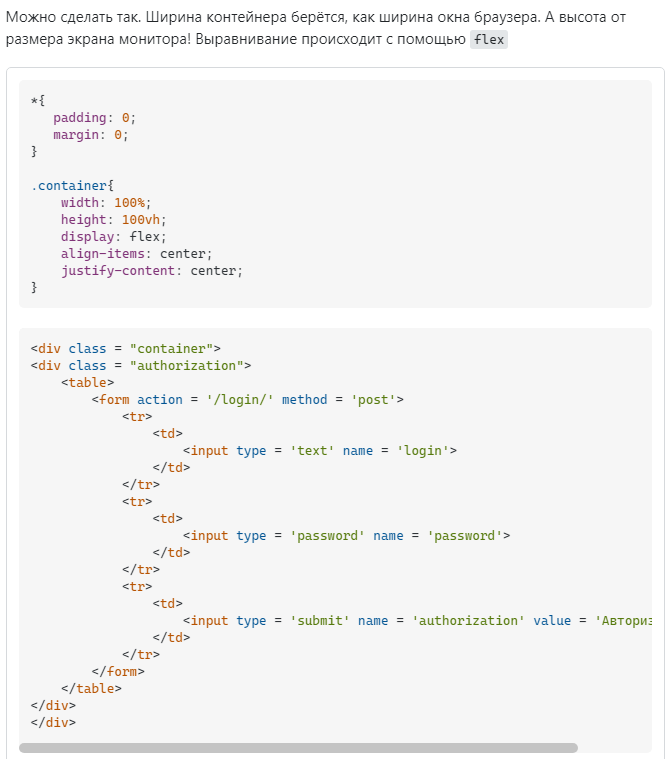 Можно сделать так. Ширина контейнера берётся, как ширина окна браузера. А высота от
размера экрана монитора! Выравнивание происходит с помощью flex
*{
   padding: 0;
   margin: 0;
}
.container{
    width: 100%;
    height: 100vh;
    display: flex;
    align-items: center;
    justify-content: center;
}
<div class = "container">
<div class = "authorization">
    <table>
        <form action = '/login/' method = 'post'>
            <tr>
                <td>
                    <input type = 'text' name = 'login'>
                </td>
            </tr>
            <tr>
                <td>
                    <input type = 'password' name = 'password'>
                </td>
            </tr>
            <tr>
                <td>
                    <input type = 'submit' name = 'authorization' value = 'Авториз
                </td>
            </tr>
        </form>
    </table>
</div>
</div>